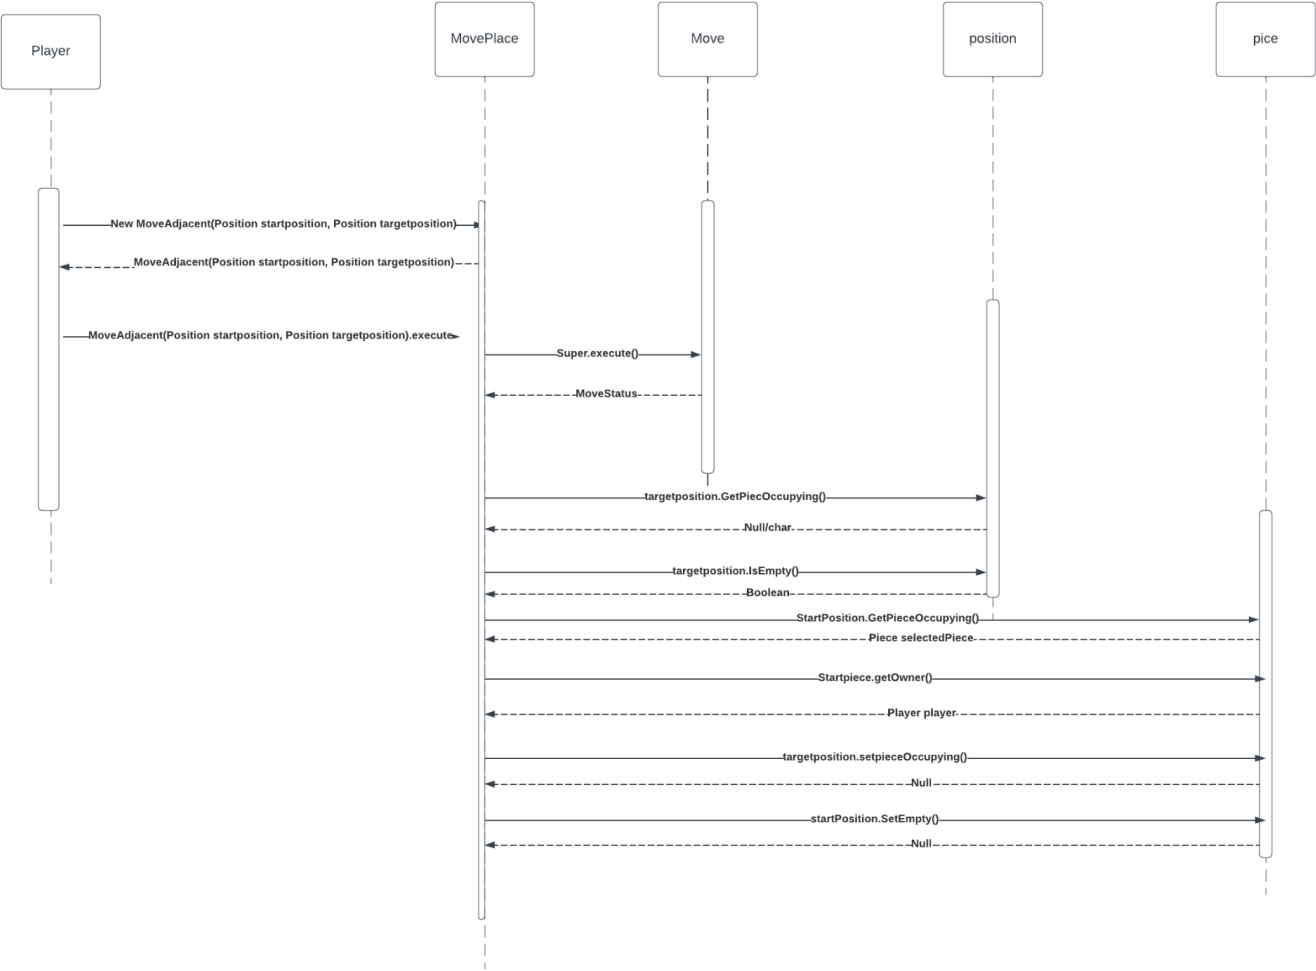 Player
MovePlace
Move
position
pice
New MoveAdjacent(Position startposition, Position targetposition)
MoveAdjacent(Position startposition, Position targetposition)
MoveAdjacent(Position startposition, Position targetposition).execute
Super.execute()
MoveStatus
targetposition.GetPiecOccupying()
Null/char
targetposition.IsEmpty()
Boolean
StartPosition.GetPieceOccupying()
Piece selectedPiece
Startpiece.getOwner()
Player player
targetposition.setpieceOccupying()
Null
startPosition.SetEmpty()
Null